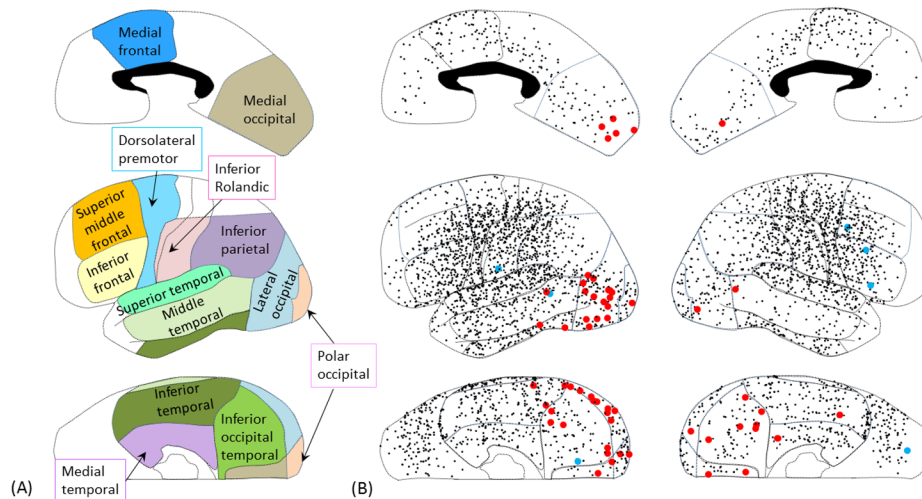 Medial
frontal
Medial
occipital
Dorsolateral
premotor
Inferior
Rolandic
Superior
middle
frontal
Inferior
frontal
Inferior
parietal
Superior temporal
Middle
temporal
Lateral
occipital
Polar
occipital
Inferior
temporal
Inferior
occipital
temporal
Medial
temporal
(A)
(B)